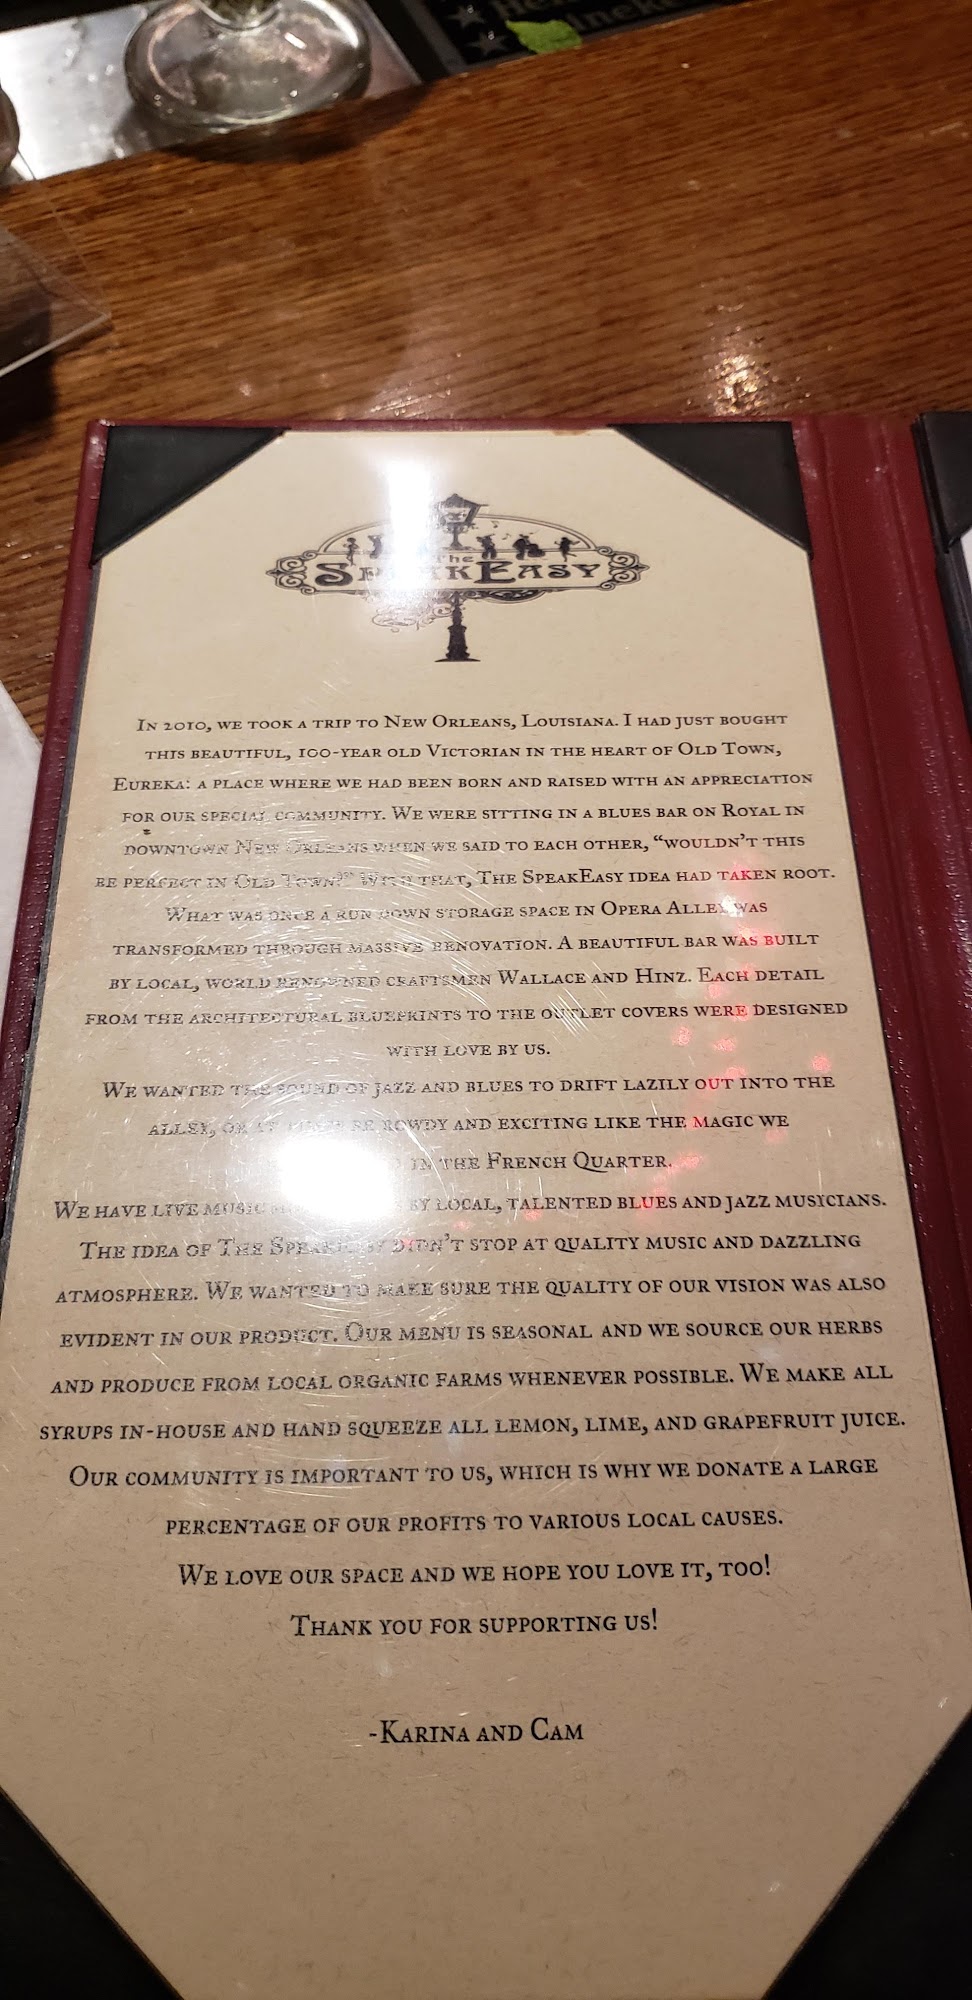 Heineken
The
SpeakEasy
In 2010, we took a trip to New Orleans, Louisiana. I had just bought
this beautiful, 100-year old Victorian in the heart of Old Town,
Eureka: a place where we had been born and raised with an appreciation
for our special community. We were sitting in a blues bar on Royal in
downtown New Orleans when we said to each other, “wouldn’t this
be perfect in Old Town?” With that, The SpeakEasy idea had taken root.
What was once a run down storage space in Opera Alley was
transformed through massive renovation. A beautiful bar was built
by local, world renowned craftsmen Wallace and Hinz. Each detail
from the architectural blueprints to the outlet covers were designed
with love by us.
We wanted the sound of jazz and blues to drift lazily out into the
alley, or at be rowdy and exciting like the magic we
in the French Quarter.
We have live music by local, talented blues and jazz musicians.
The idea of The SpeakEasy didn’t stop at quality music and dazzling
atmosphere. We wanted to make sure the quality of our vision was also
evident in our product. Our menu is seasonal and we source our herbs
and produce from local organic farms whenever possible. We make all
syrups in-house and hand squeeze all lemon, lime, and grapefruit juice.
Our community is important to us, which is why we donate a large
percentage of our profits to various local causes.
We love our space and we hope you love it, too!
Thank you for supporting us!
-Karina and Cam